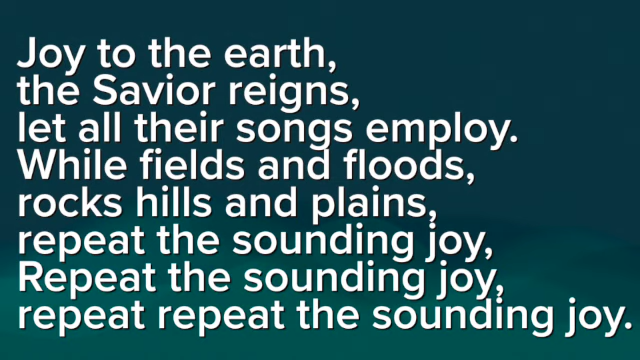 Joy to the earth,
the Savior reigns,
let all their songs employ.
While fields and floods,
rocks hills and plains,
repeat the sounding joy,
Repeat the sounding joy,
repeat repeat the sounding joy.